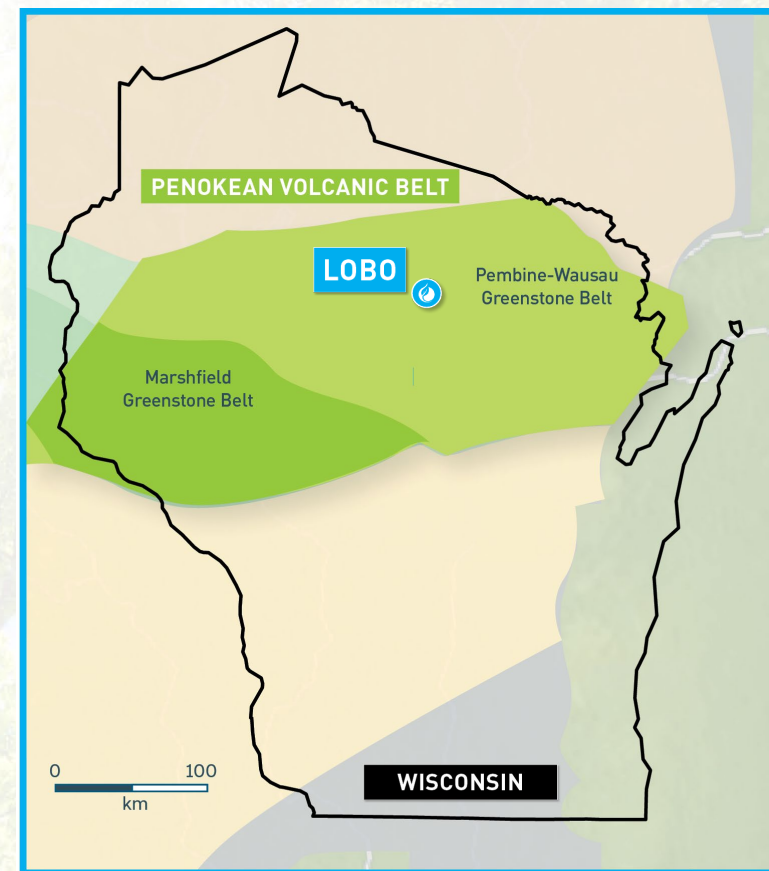 PENOKEAN VOLCANIC BELT
LOBO
Pembine-Wausau
Greenstone Belt
Marshfield
Greenstone Belt
0 100
km
WISCONSIN